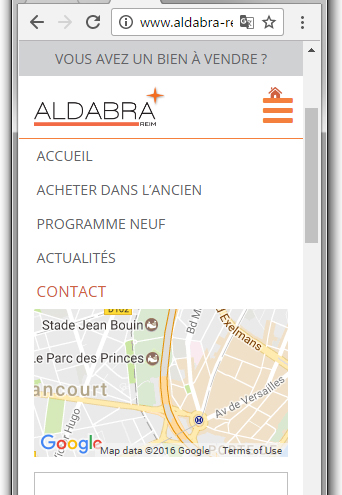 www.aldabra-re
VOUS AVEZ UN BIEN À VENDRE ?
ALDABRA
REIM
ACCUEIL
ACHETER DANS L'ANCIEN
PROGRAMME NEUF
ACTUALITÉS
CONTACT
D102
Stade Jean Bouin
Bd M
d Exelmans
Le Parc des Princes
ancourt
Av de Versailles
or Hugo
Google
Map data ©2016 Google
Terms of Use